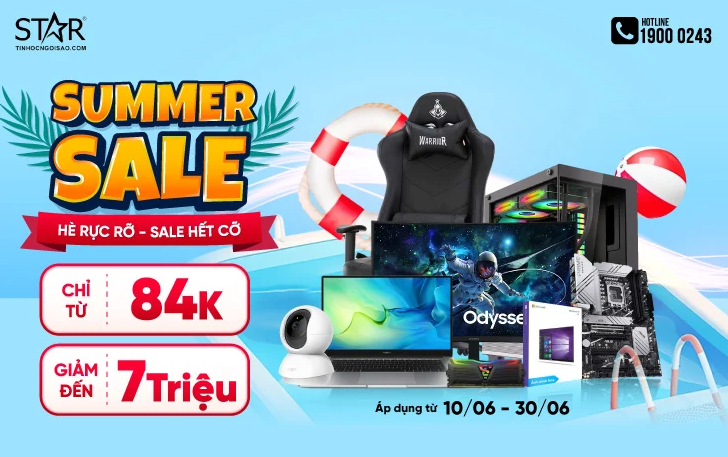 STAR®
TINHOCNGOISAO.COM
HOTLINE
1900 0243
SUMMER
SALE
HÈ RỰC RỠ - SALE HẾT CỠ
CHỈ TỪ
84K
GIẢM ĐẾN
7Triệu
WARRIOR
Odysse
Áp dụng từ 10/06 - 30/06